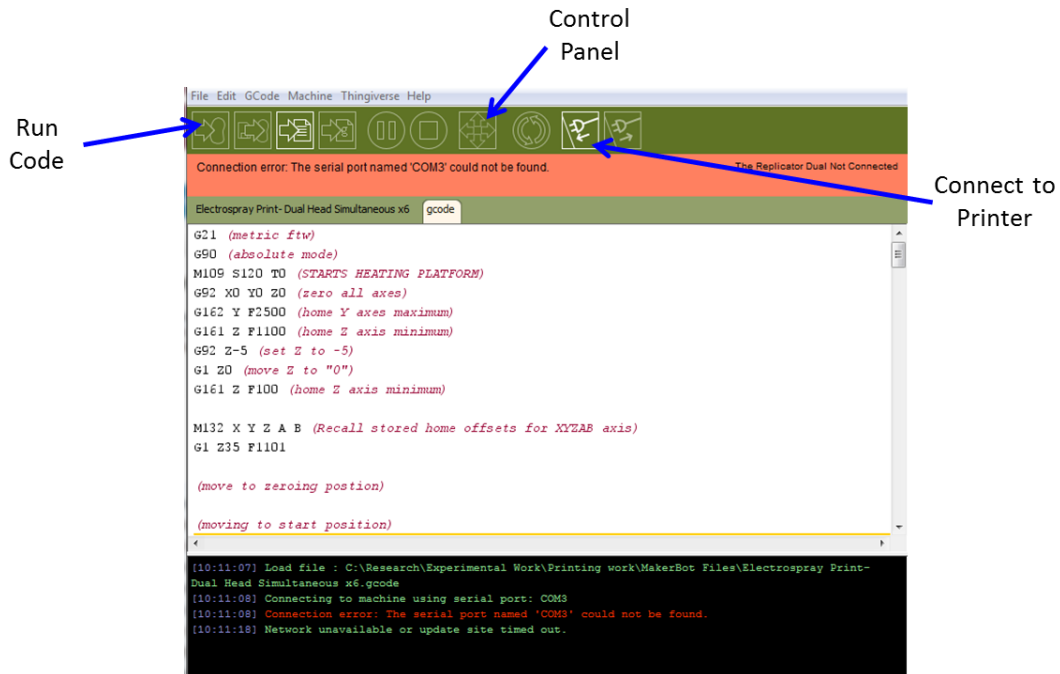 Control
Panel
Run
Code
Connect to
Printer
File Edit GCode Machine Thingiverse Help
Connection error: The serial port named 'COM3' could not be found.
The Replicator Dual Not Connected
Electrospray Print- Dual Head Simultaneous x6 gcode
G21 (metric ftw)
G90 (absolute mode)
M109 S120 T0 (STARTS HEATING PLATFORM)
G92 X0 Y0 Z0 (zero all axes)
G162 Y F2500 (home Y axes maximum)
G161 Z F1100 (home Z axis minimum)
G92 Z-5 (set Z to -5)
G1 Z0 (move Z to "0")
G161 Z F100 (home Z axis minimum)
M132 X Y Z A B (Recall stored home offsets for XYZAB axis)
G1 Z35 F1101
(move to zeroing postion)
(moving to start position)
[10:11:07] Load file : C:\Research\Experimental Work\Printing work\MakerBot Files\Electrospray Print-
Dual Head Simultaneous x6.gcode
[10:11:08] Connecting to machine using serial port: COM3
[10:11:08] Connection error: The serial port named 'COM3' could not be found.
[10:11:18] Network unavailable or update site timed out.